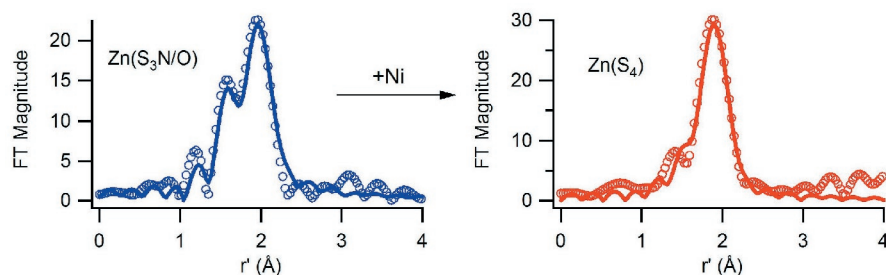 FT Magnitude
20
15
10
5
0
Zn(S₃N/O)
0 1 2 3 4
r' (Å)
+Ni
FT Magnitude
30
20
10
0
Zn(S₄)
0 1 2 3 4
r' (Å)